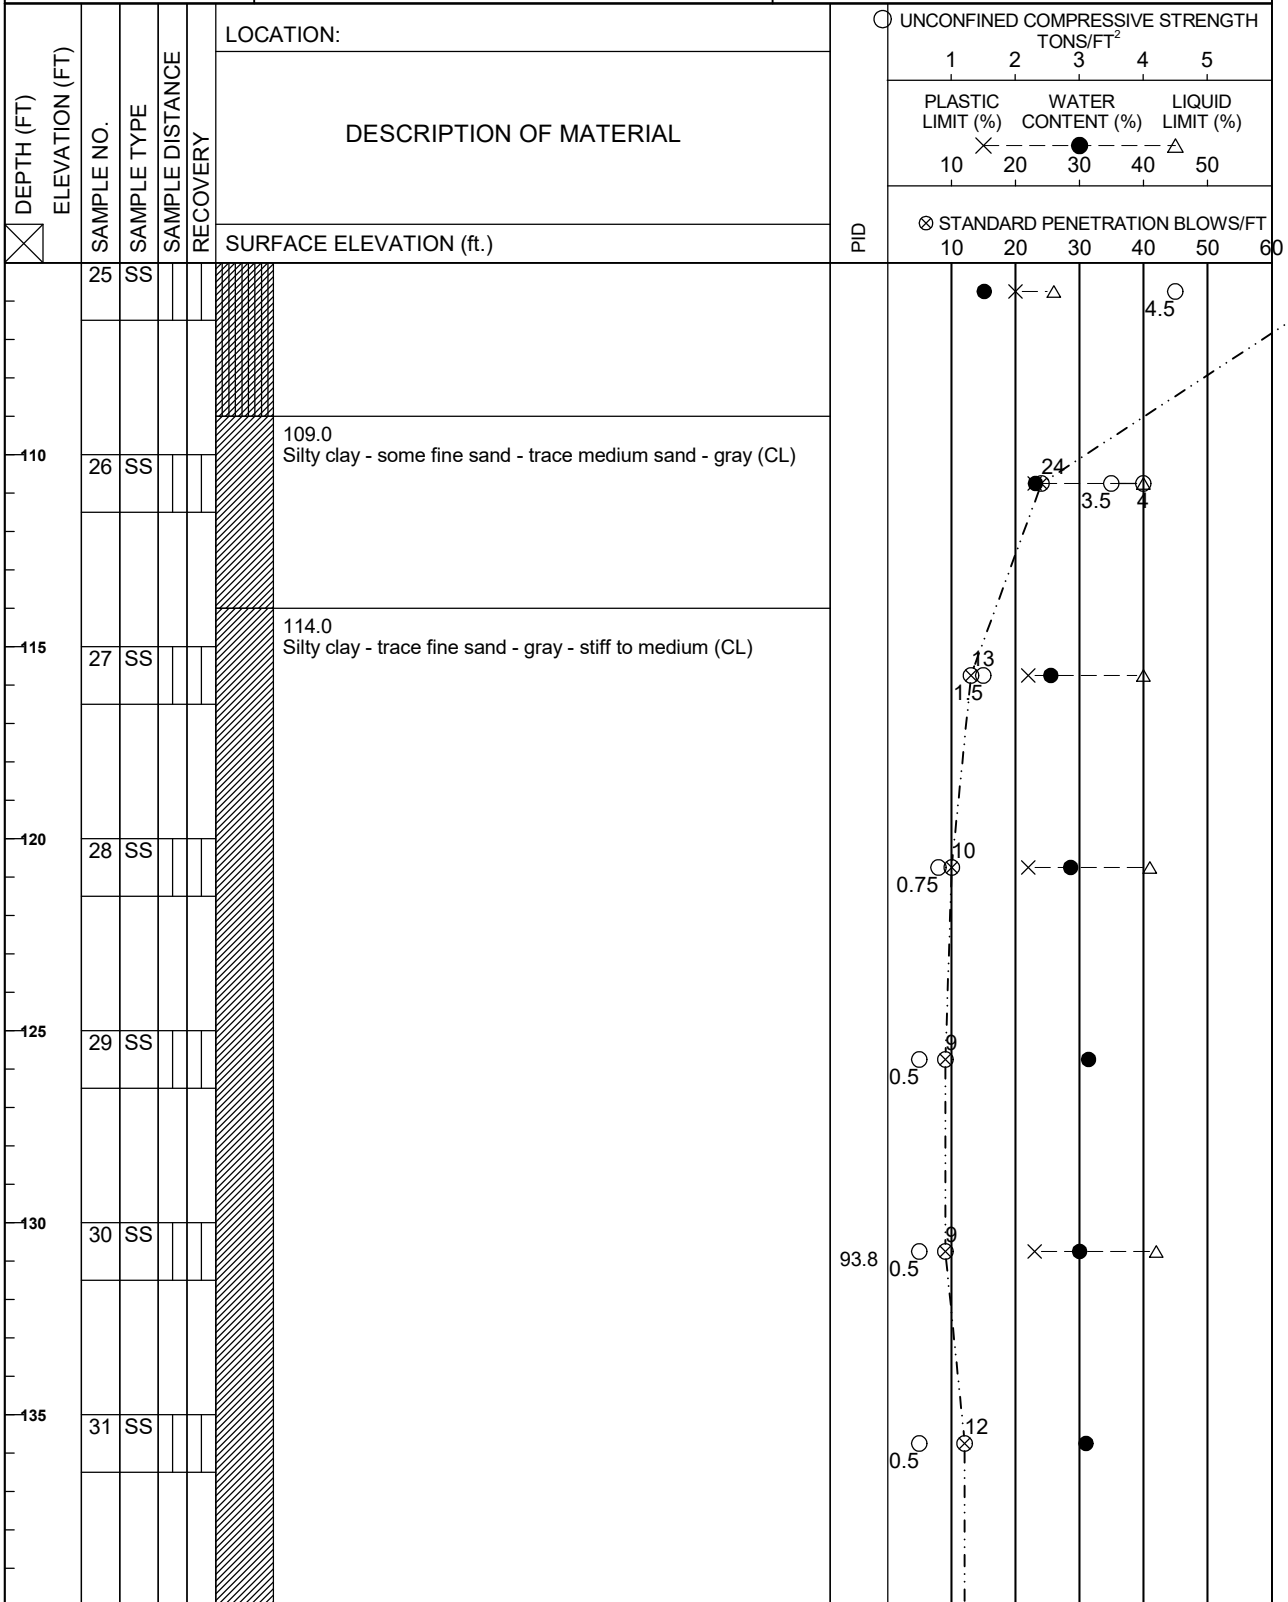 LOCATION:
UNCONFINED COMPRESSIVE STRENGTH
TONS/FT²
1 2 3 4 5
DEPTH (FT)
ELEVATION (FT)
SAMPLE NO.
SAMPLE TYPE
SAMPLE DISTANCE
RECOVERY
DESCRIPTION OF MATERIAL
PID
PLASTIC WATER LIQUID
LIMIT (%) CONTENT (%) LIMIT (%)
10 20 30 40 50
SURFACE ELEVATION (ft.)
STANDARD PENETRATION BLOWS/FT
10 20 30 40 50 60
25 SS
4.5
109.0
110
Silty clay - some fine sand - trace medium sand - gray (CL)
26 SS
24
3.5 4
114.0
115
Silty clay - trace fine sand - gray - stiff to medium (CL)
27 SS
13
1.5
120
28 SS
10
0.75
125
29 SS
9
0.5
130
30 SS
9
93.8
0.5
135
31 SS
12
0.5